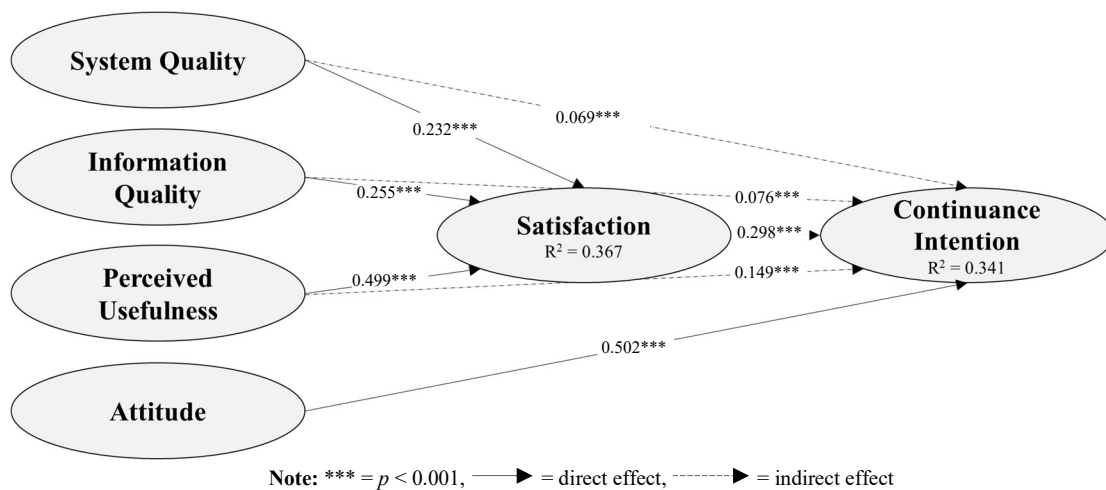 System Quality
0.069***
0.232***
Information
Quality
0.255***
0.076***
Satisfaction
R² = 0.367
0.298***
Continuance
Intention
R² = 0.341
Perceived
Usefulness
0.499***
0.149***
0.502***
Attitude
Note: *** = p < 0.001, = direct effect, = indirect effect